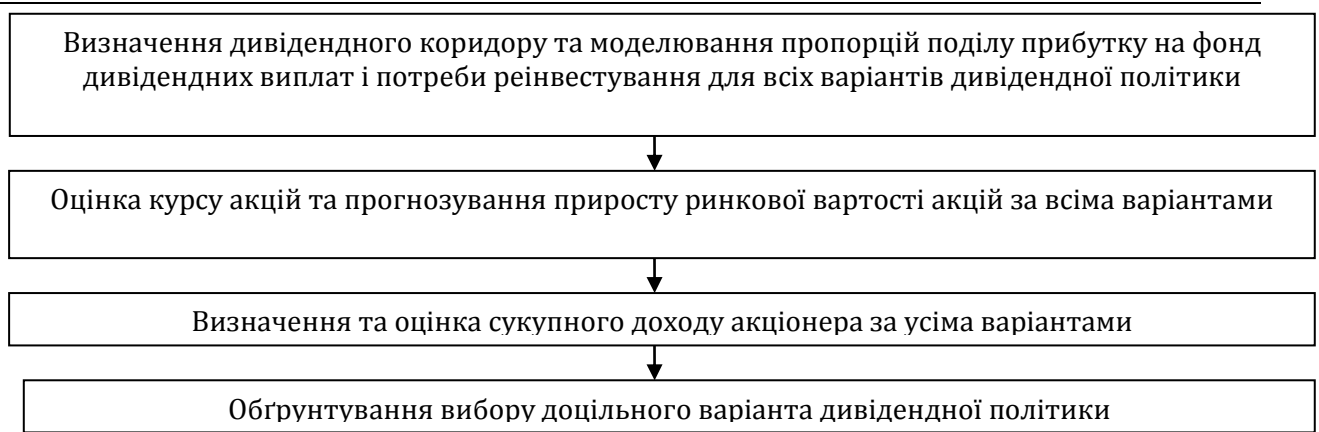 Визначення дивідендного коридору та моделювання пропорцій поділу прибутку на фонд
дивідендних виплат і потреби реінвестування для всіх варіантів дивідендної політики
Оцінка курсу акцій та прогнозування приросту ринкової вартості акцій за всіма варіантами
Визначення та оцінка сукупного доходу акціонера за усіма варіантами
Обґрунтування вибору доцільного варіанта дивідендної політики